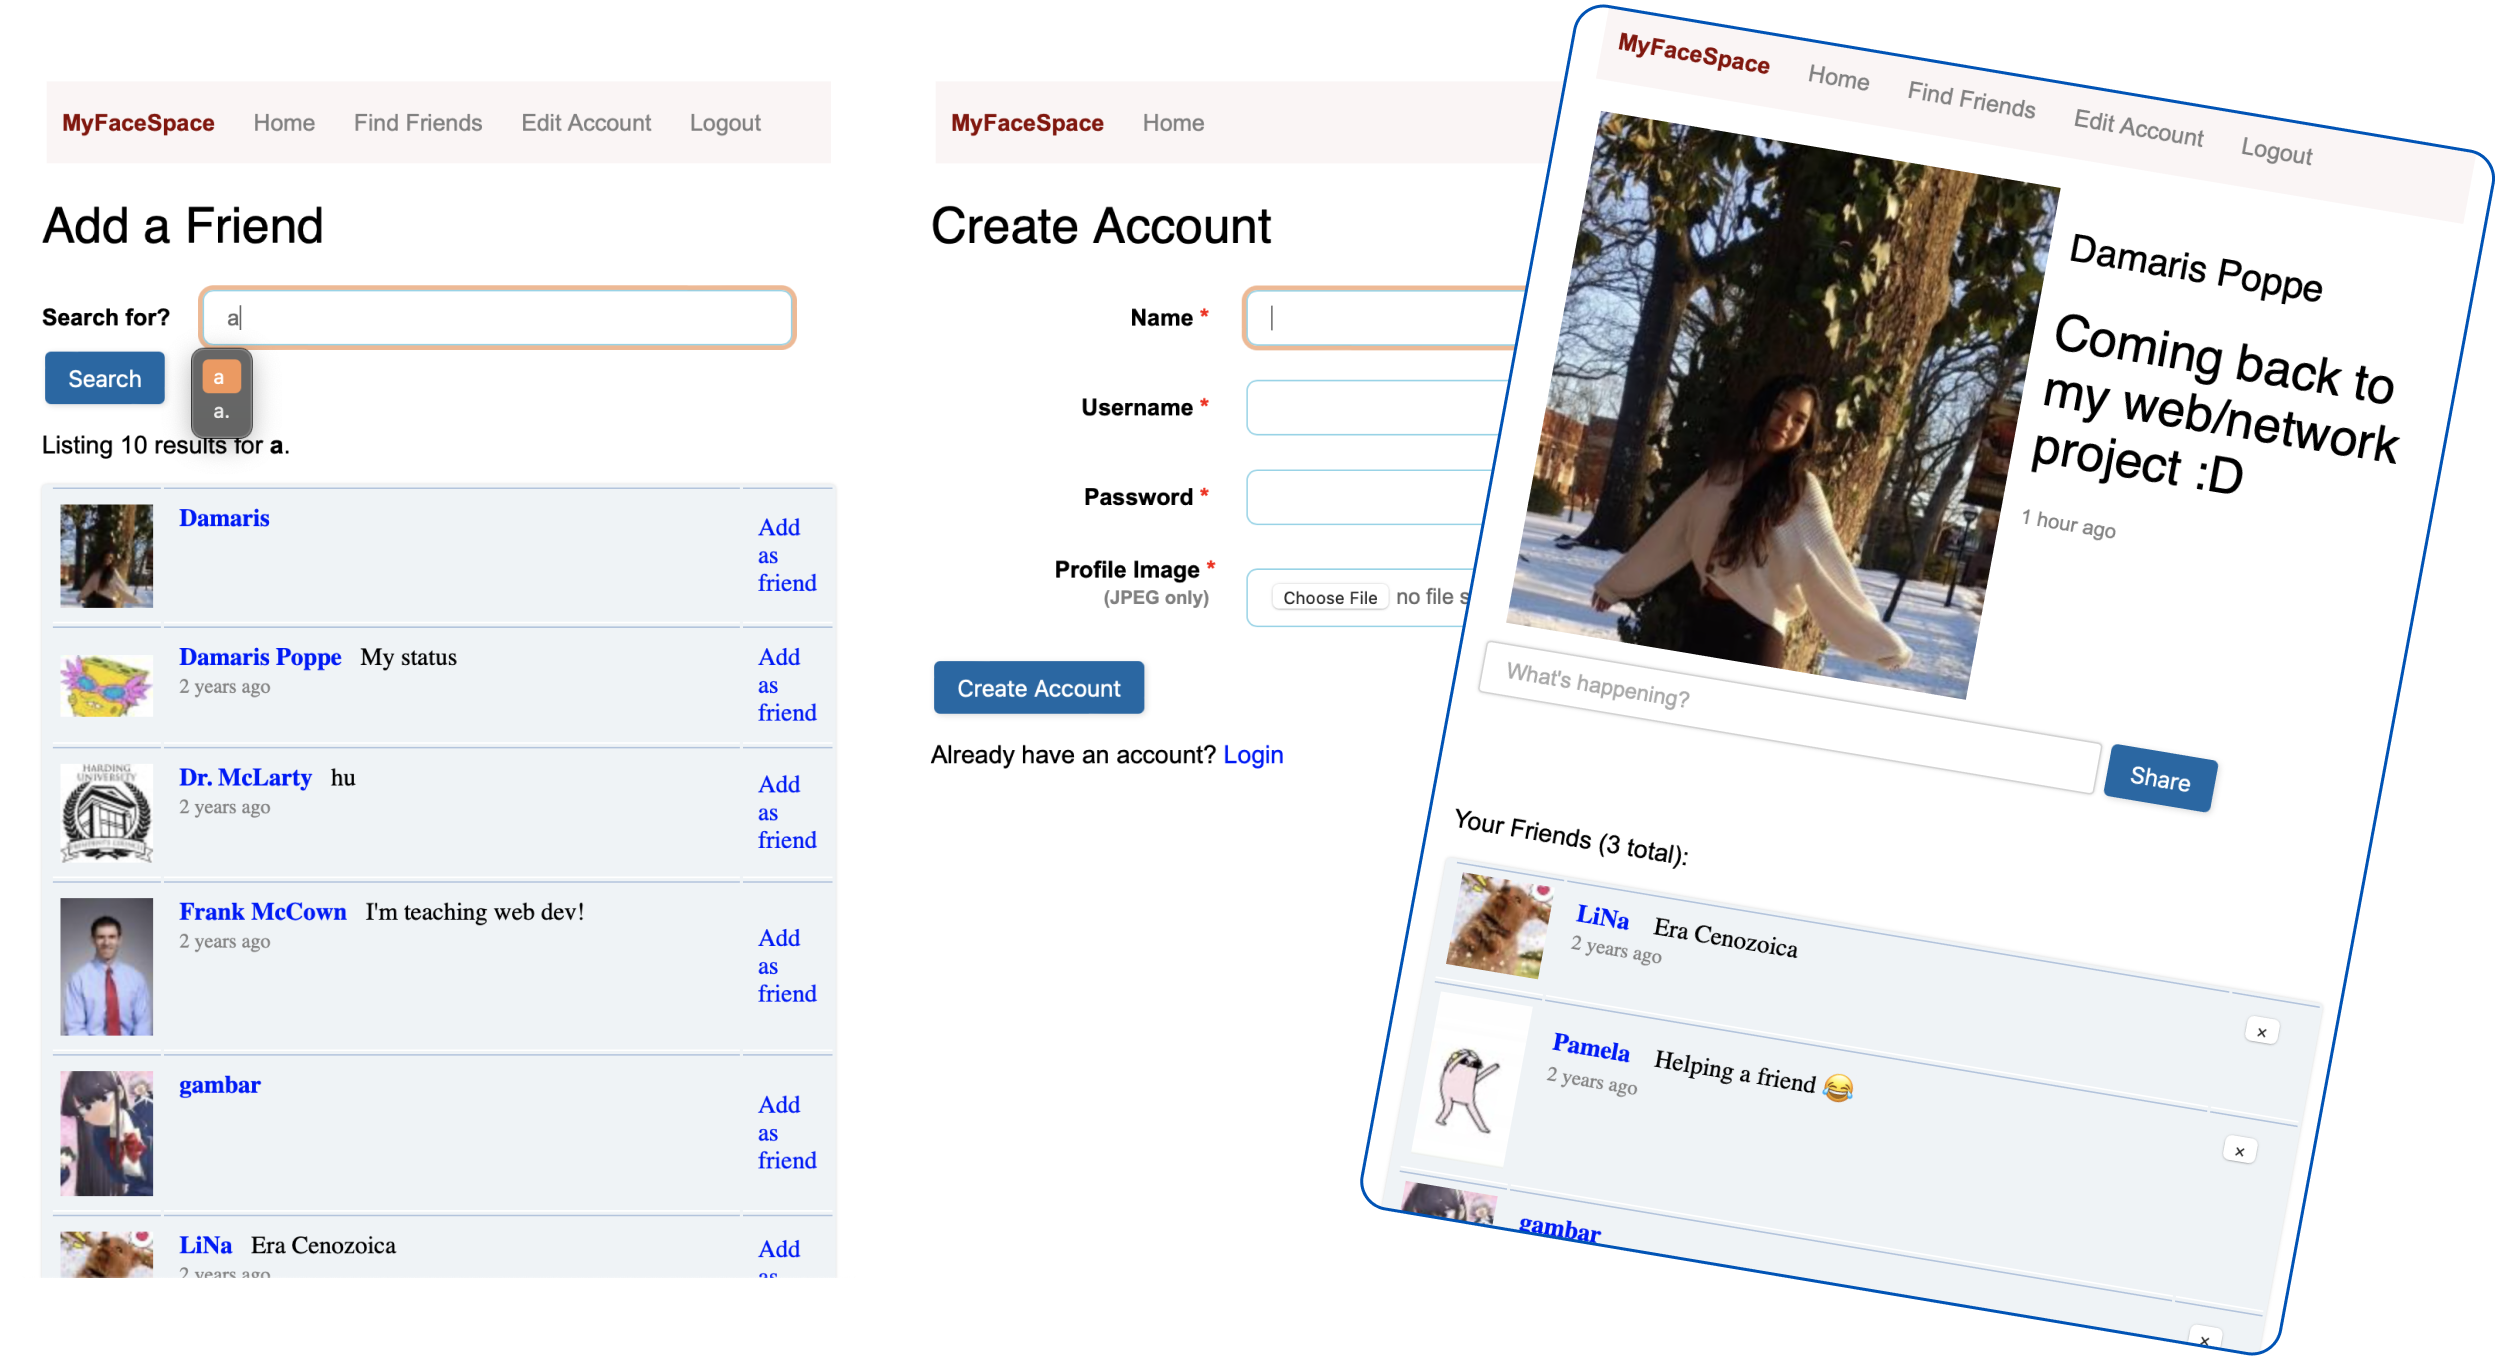 MyFaceSpace Home Find Friends Edit Account Logout
Add a Friend
Search for? a
Search
a
a.
Listing 10 results for a.
Damaris
Add
as
friend
Damaris Poppe My status
2 years ago
Add
as
friend
HARDING
UNIVERSITY
Dr. McLarty hu
2 years ago
Add
as
friend
Frank McCown I'm teaching web dev!
2 years ago
Add
as
friend
gambar
Add
as
friend
LiNa Era Cenozoica
2 years ago
Add
as
MyFaceSpace Home
Create Account
Name *
Username *
Password *
Profile Image *
(JPEG only)
Choose File no file s
Create Account
Already have an account? Login
MyFaceSpace Home Find Friends Edit Account Logout
Damaris Poppe
Coming back to
my web/network
project :D
1 hour ago
What's happening?
Share
Your Friends (3 total):
LiNa Era Cenozoica
2 years ago
×
Pamela Helping a friend 😂
2 years ago
×
gambar
×